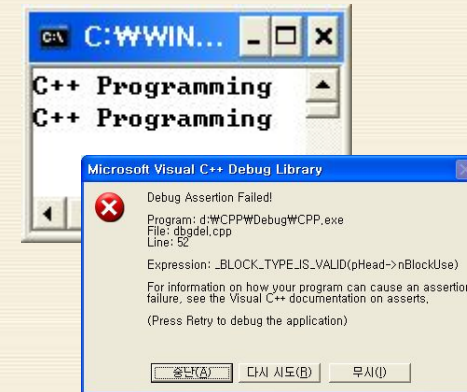 C:₩WIN...
C++ Programming
C++ Programming
Microsoft Visual C++ Debug Library
Debug Assertion Failed!
Program: d:₩CPP₩Debug₩CPP.exe
File: dbgdel.cpp
Line: 52
Expression: _BLOCK_TYPE_IS_VALID(pHead->nBlockUse)
For information on how your program can cause an assertion
failure, see the Visual C++ documentation on asserts.
(Press Retry to debug the application)
중단(A) 다시 시도(R) 무시(I)